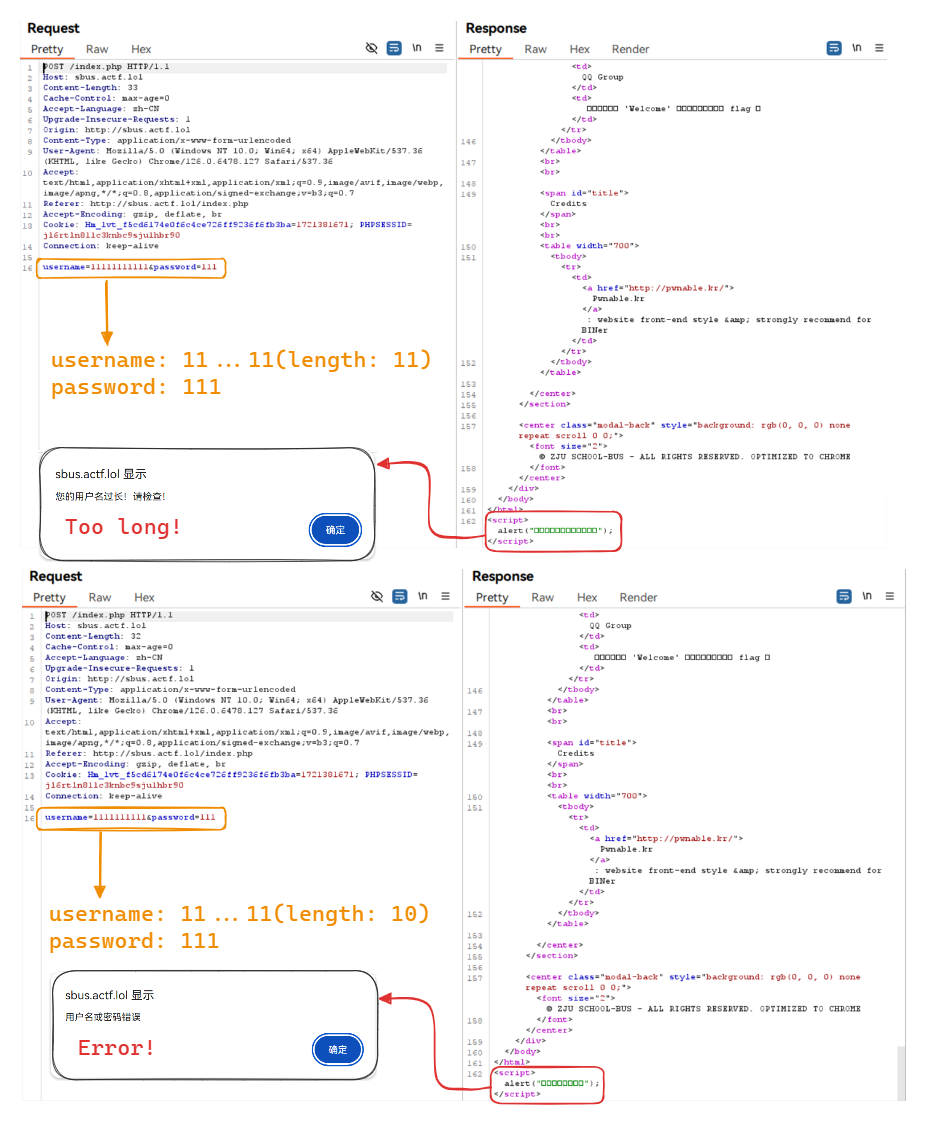 Request
Pretty Raw Hex \n
1 POST /index.php HTTP/1.1
2 Host: sbus.actf.lol
3 Content-Length: 33
4 Cache-Control: max-age=0
5 Accept-Language: zh-CN
6 Upgrade-Insecure-Requests: 1
7 Origin: http://sbus.actf.lol
8 Content-Type: application/x-www-form-urlencoded
9 User-Agent: Mozilla/5.0 (Windows NT 10.0; Win64; x64) AppleWebKit/537.36
(KHTML, like Gecko) Chrome/126.0.6478.127 Safari/537.36
10 Accept:
text/html,application/xhtml+xml,application/xml;q=0.9,image/avif,image/webp,
image/apng,*/*;q=0.8,application/signed-exchange;v=b3;q=0.7
11 Referer: http://sbus.actf.lol/index.php
12 Accept-Encoding: gzip, deflate, br
13 Cookie: Hm_lvt_f5cd6174e0f6c4ce726ff9236f6fb3ba=1721381671; PHPSESSID=
jl6rtln8llc3knbc9sjulhbr90
14 Connection: keep-alive
15
16 username=11111111111&password=111
username: 11 ... 11(length: 11)
password: 111
sbus.actf.lol 显示
您的用户名过长！请检查!
Too long!
确定
Response
Pretty Raw Hex Render \n
<td>
QQ Group
</td>
<td>
□□□□□□ 'Welcome' □□□□□□□□□ flag □
</td>
</tr>
146 </tbody>
</table>
147 <br>
<br>
148
149 <span id="title">
Credits
</span>
<br>
<br>
150 <table width="700">
151 <tbody>
<tr>
<td>
<a href="http://pwnable.kr/">
Pwnable.kr
</a>
: website front-end style &amp; strongly recommend for
BINer
</td>
</tr>
152 </tbody>
</table>
153
154 </center>
155 </section>
156
157 <center class="modal-back" style="background: rgb(0, 0, 0) none
repeat scroll 0 0;">
<font size="2">
© ZJU SCHOOL-BUS - ALL RIGHTS RESERVED. OPTIMIZED TO CHROME
158 </font>
</center>
159 </div>
160 </body>
161 </html>
162 <script>
alert("□□□□□□□□□□□□");
</script>
Request
Pretty Raw Hex \n
1 POST /index.php HTTP/1.1
2 Host: sbus.actf.lol
3 Content-Length: 32
4 Cache-Control: max-age=0
5 Accept-Language: zh-CN
6 Upgrade-Insecure-Requests: 1
7 Origin: http://sbus.actf.lol
8 Content-Type: application/x-www-form-urlencoded
9 User-Agent: Mozilla/5.0 (Windows NT 10.0; Win64; x64) AppleWebKit/537.36
(KHTML, like Gecko) Chrome/126.0.6478.127 Safari/537.36
10 Accept:
text/html,application/xhtml+xml,application/xml;q=0.9,image/avif,image/webp,
image/apng,*/*;q=0.8,application/signed-exchange;v=b3;q=0.7
11 Referer: http://sbus.actf.lol/index.php
12 Accept-Encoding: gzip, deflate, br
13 Cookie: Hm_lvt_f5cd6174e0f6c4ce726ff9236f6fb3ba=1721381671; PHPSESSID=
jl6rtln8llc3knbc9sjulhbr90
14 Connection: keep-alive
15
16 username=1111111111&password=111
username: 11 ... 11(length: 10)
password: 111
sbus.actf.lol 显示
用户名或密码错误
Error!
确定
Response
Pretty Raw Hex Render \n
<td>
QQ Group
</td>
<td>
□□□□□□ 'Welcome' □□□□□□□□□ flag □
</td>
</tr>
146 </tbody>
</table>
147 <br>
<br>
148
149 <span id="title">
Credits
</span>
<br>
<br>
150 <table width="700">
151 <tbody>
<tr>
<td>
<a href="http://pwnable.kr/">
Pwnable.kr
</a>
: website front-end style &amp; strongly recommend for
BINer
</td>
</tr>
152 </tbody>
</table>
153
154 </center>
155 </section>
156
157 <center class="modal-back" style="background: rgb(0, 0, 0) none
repeat scroll 0 0;">
<font size="2">
© ZJU SCHOOL-BUS - ALL RIGHTS RESERVED. OPTIMIZED TO CHROME
158 </font>
</center>
159 </div>
160 </body>
161 </html>
162 <script>
alert("□□□□□□□□");
</script>